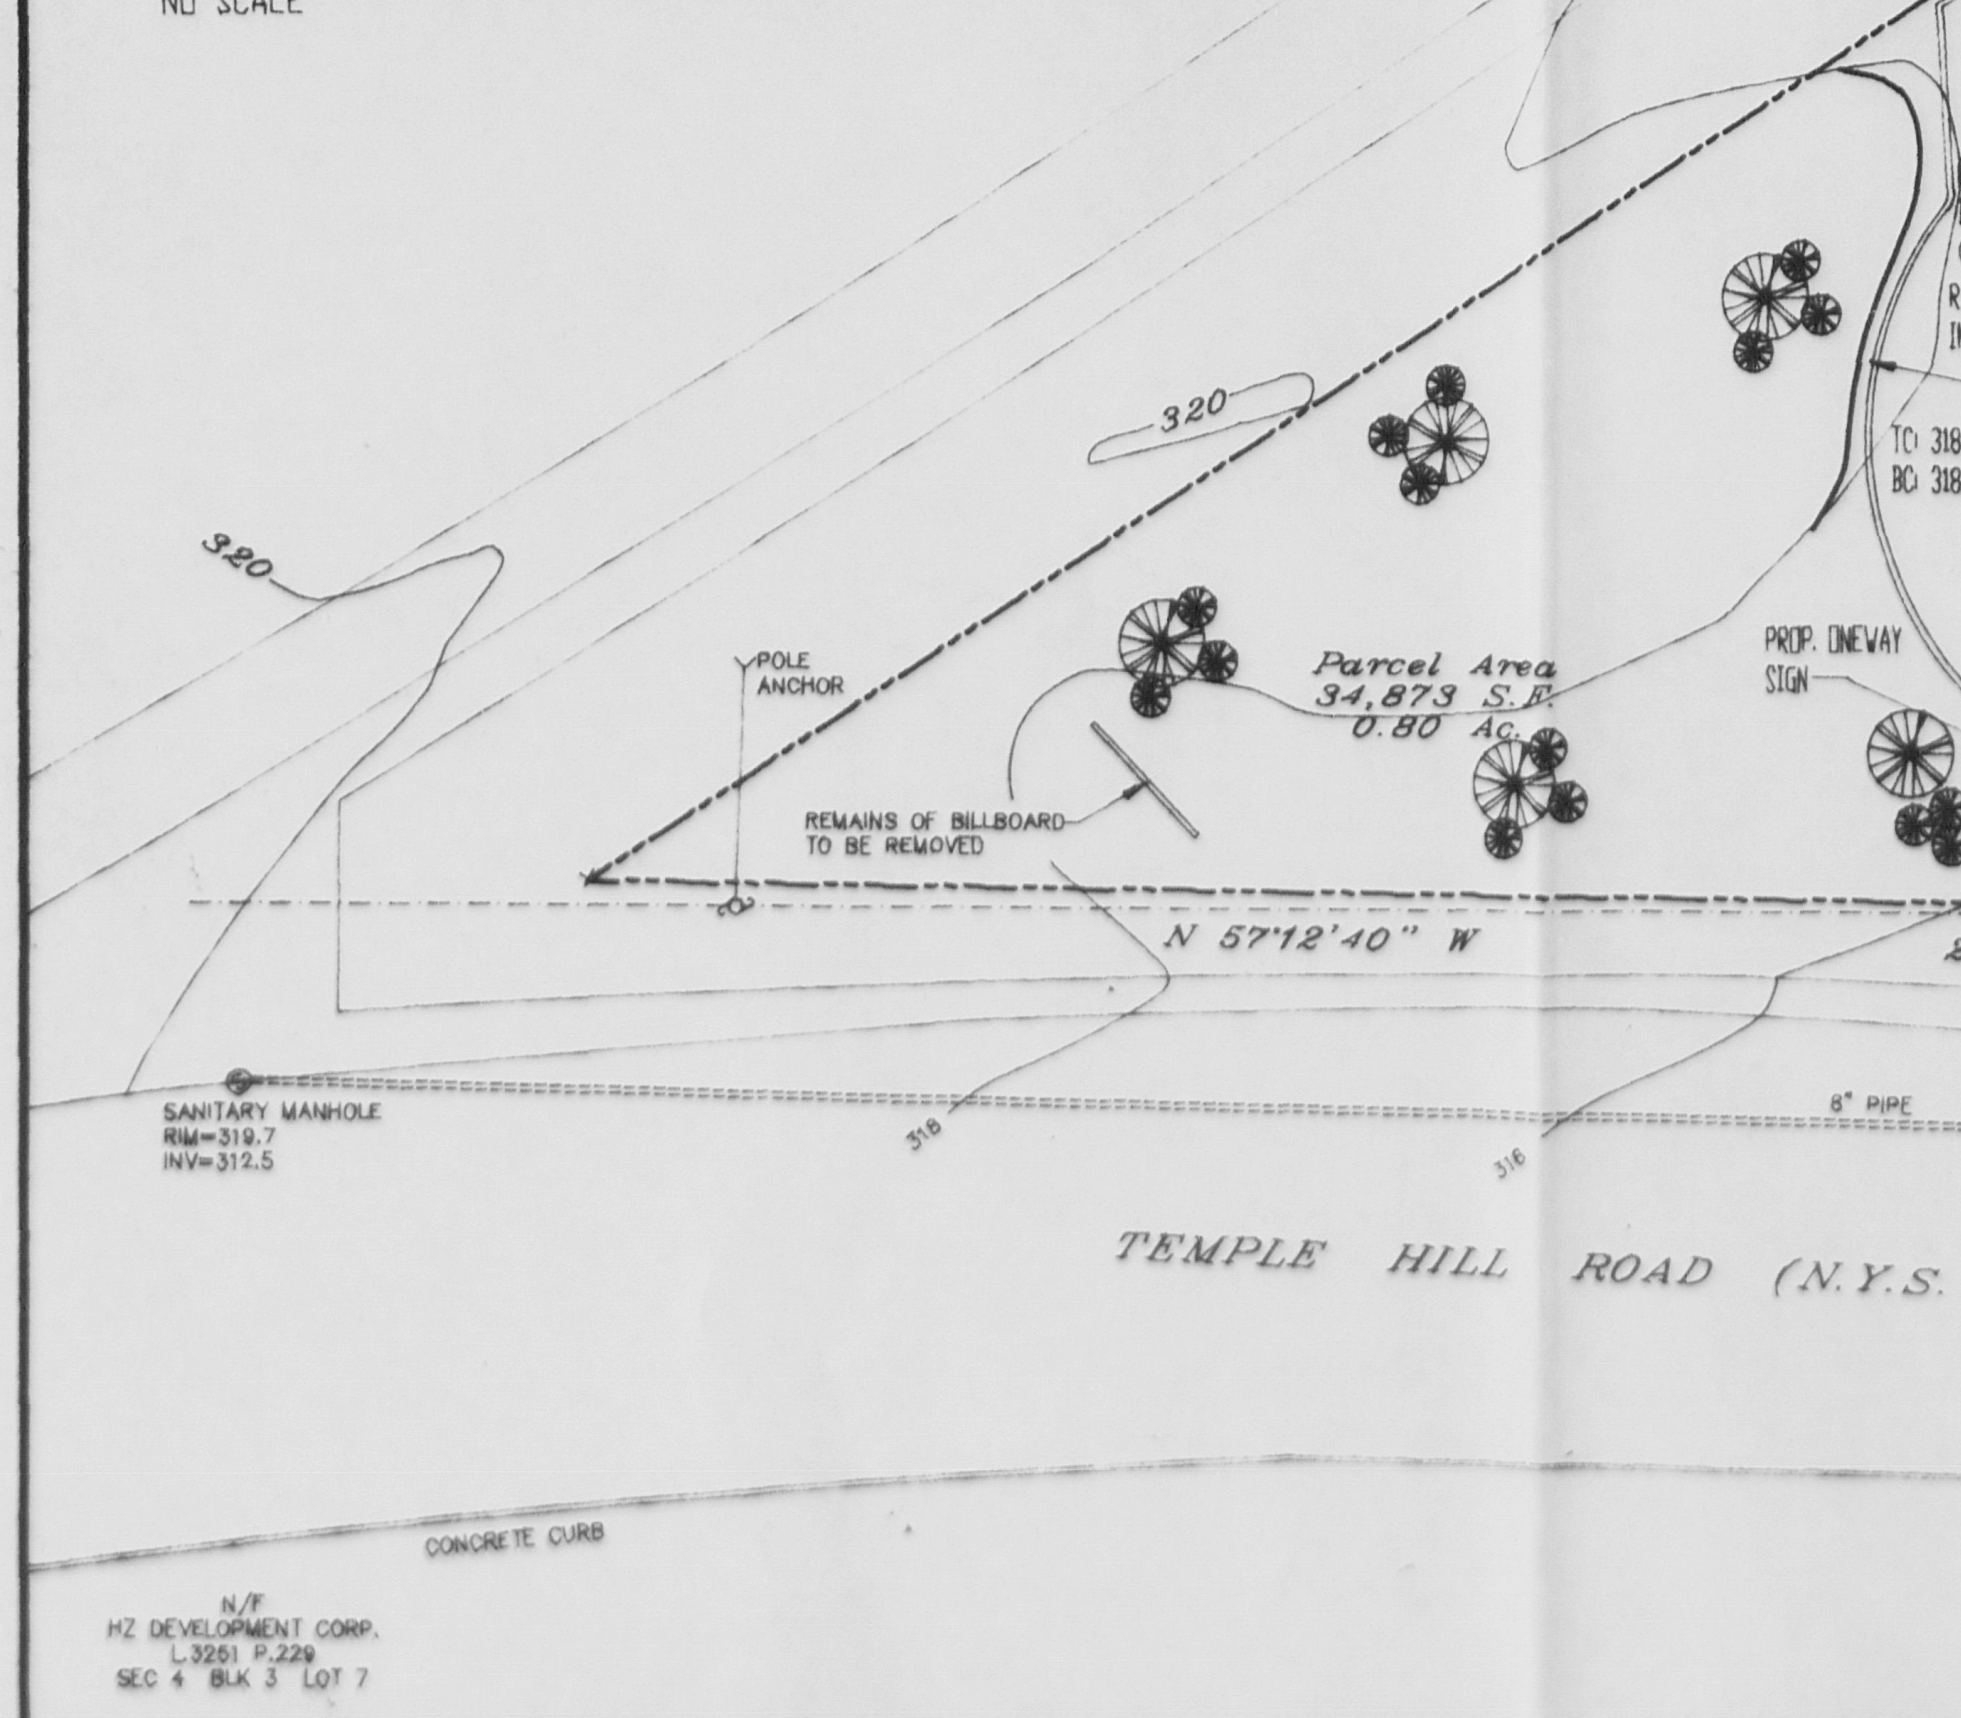 NO SCALE
320
320
TC: 318
BC: 318
PROP. ONEWAY
SIGN
POLE
ANCHOR
Parcel Area
34,873 S.F.
0.80 Ac.
REMAINS OF BILLBOARD
TO BE REMOVED
N 57°12'40" W
8" PIPE
SANITARY MANHOLE
RIM=319.7
INV=312.5
318
316
TEMPLE HILL ROAD (N.Y.S.
CONCRETE CURB
N/F
HZ DEVELOPMENT CORP.
L.3251 P.229
SEC 4 BLK 3 LOT 7